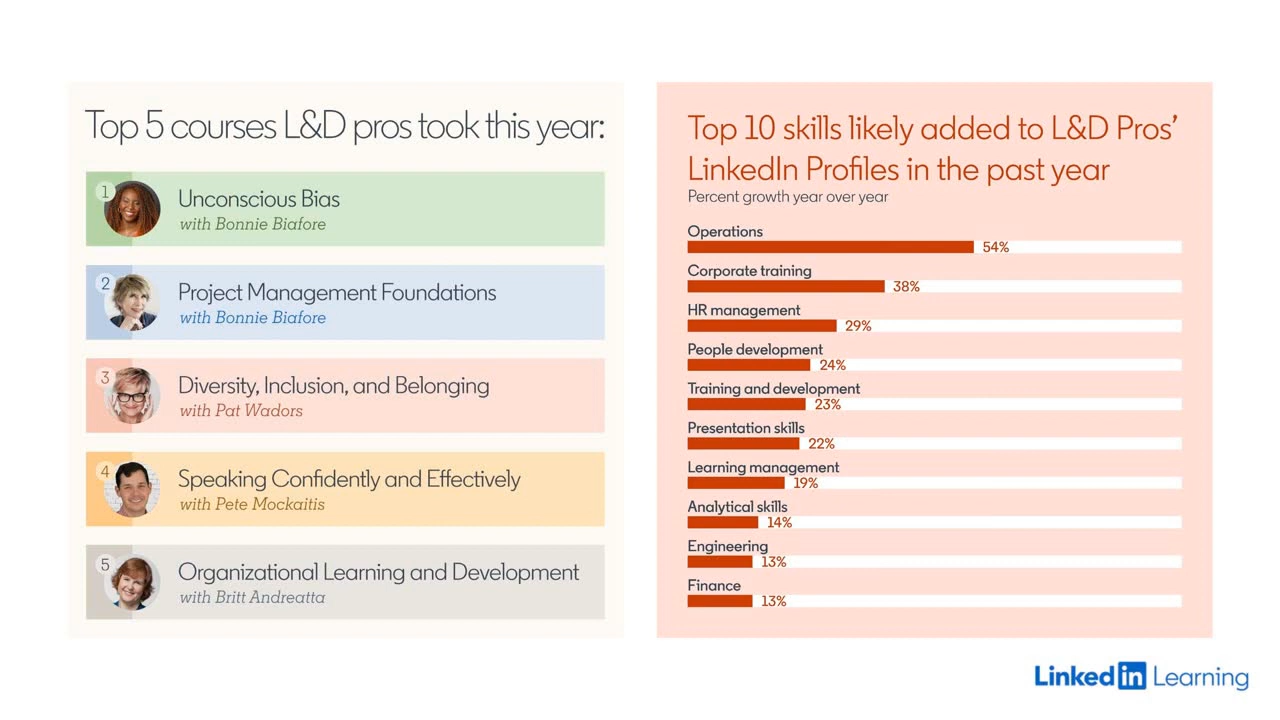 Top 5 courses L&D pros took this year:
1
Unconscious Bias
with Bonnie Biafore
2
Project Management Foundations
with Bonnie Biafore
3
Diversity, Inclusion, and Belonging
with Pat Wadors
4
Speaking Confidently and Effectively
with Pete Mockaitis
5
Organizational Learning and Development
with Britt Andreatta
Top 10 skills likely added to L&D Pros'
LinkedIn Profiles in the past year
Percent growth year over year
Operations
54%
Corporate training
38%
HR management
29%
People development
24%
Training and development
23%
Presentation skills
22%
Learning management
19%
Analytical skills
14%
Engineering
13%
Finance
13%
Linked in Learning